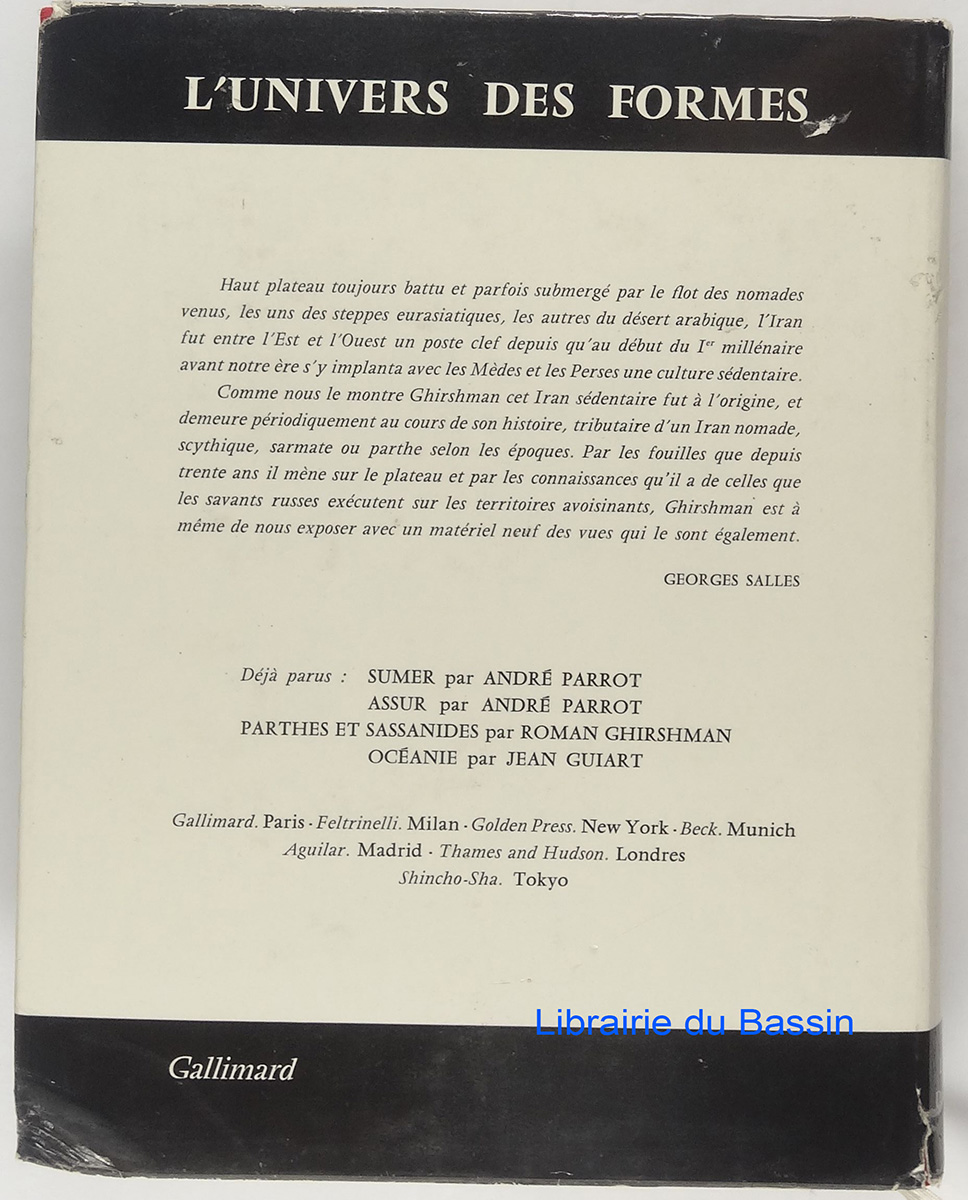 L'UNIVERS DES FORMES
Haut plateau toujours battu et parfois submergé par le flot des nomades
venus, les uns des steppes eurasiatiques, les autres du désert arabique, l'Iran
fut entre l'Est et l'Ouest un poste clef depuis qu'au début du Ier millénaire
avant notre ère s'y implanta avec les Mèdes et les Perses une culture sédentaire.
Comme nous le montre Ghirshman cet Iran sédentaire fut à l'origine, et
demeure périodiquement au cours de son histoire, tributaire d'un Iran nomade,
scythique, sarmate ou parthe selon les époques. Par les fouilles que depuis
trente ans il mène sur le plateau et par les connaissances qu'il a de celles que
les savants russes exécutent sur les territoires avoisinants, Ghirshman est à
même de nous exposer avec un matériel neuf des vues qui le sont également.
GEORGES SALLES
Déjà parus : SUMER par ANDRÉ PARROT
ASSUR par ANDRÉ PARROT
PARTHES ET SASSANIDES par ROMAN GHIRSHMAN
OCÉANIE par JEAN GUIART
Gallimard. Paris - Feltrinelli. Milan - Golden Press. New York - Beck. Munich
Aguilar. Madrid - Thames and Hudson. Londres
Shincho-Sha. Tokyo
Librairie du Bassin
Gallimard